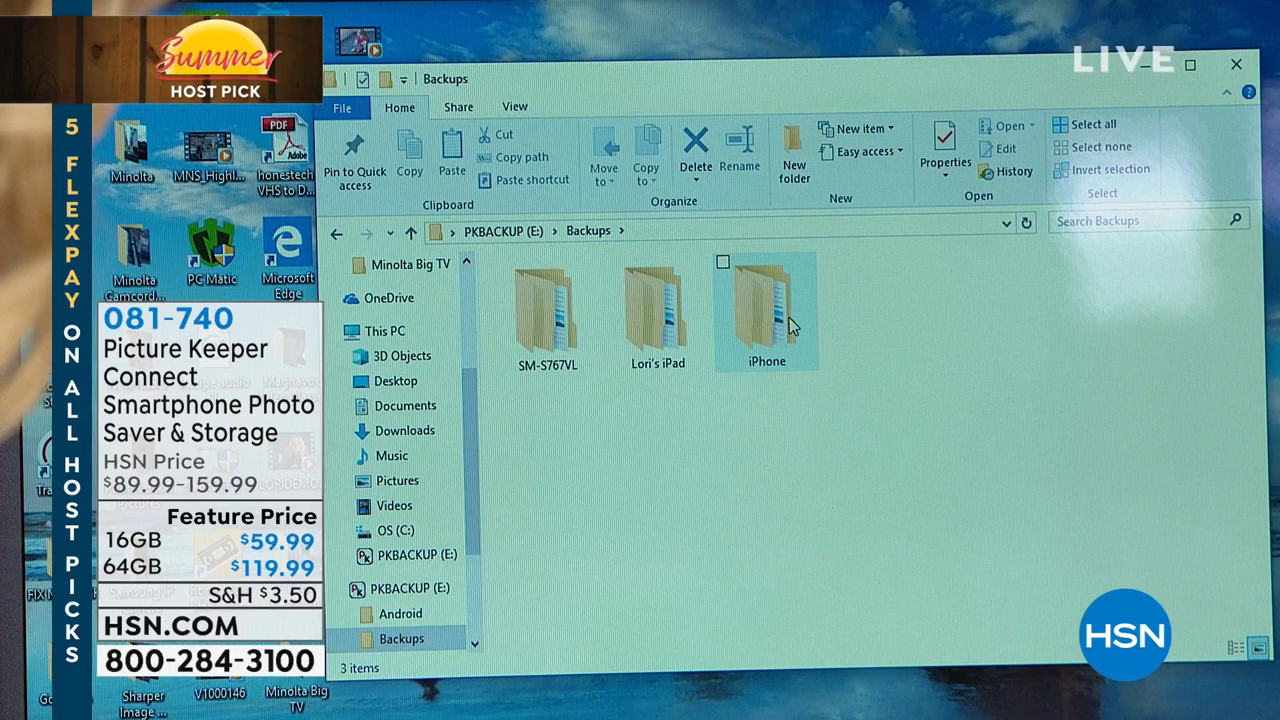 Summer
HOST PICK
LIVE
5 FLEXPAY ON ALL HOST PICKS
081-740
Picture Keeper
Connect
Smartphone Photo
Saver & Storage
HSN Price
$89.99-159.99
Feature Price
16GB $59.99
64GB $119.99
S&H $3.50
HSN.COM
800-284-3100
HSN
Backups
File Home Share View
Pin to Quick access
Copy
Paste
Cut
Copy path
Paste shortcut
Clipboard
Move to
Copy to
Delete
Rename
Organize
New folder
New item
Easy access
New
Properties
Open
Edit
History
Open
Select all
Select none
Invert selection
Select
PKBACKUP (E:) > Backups >
Search Backups
Minolta Big TV
OneDrive
This PC
3D Objects
Desktop
Documents
Downloads
Music
Pictures
Videos
OS (C:)
PKBACKUP (E:)
PKBACKUP (E:)
Android
Backups
3 items
SM-S767VL
Lori's iPad
iPhone
Minolta
MNS_Highl...
PDF
Adobe
honestech
VHS to D...
Minolta
Camcord...
PC Matic
Microsoft
Edge
Sharper
Image ...
V1000146
Minolta Big
TV